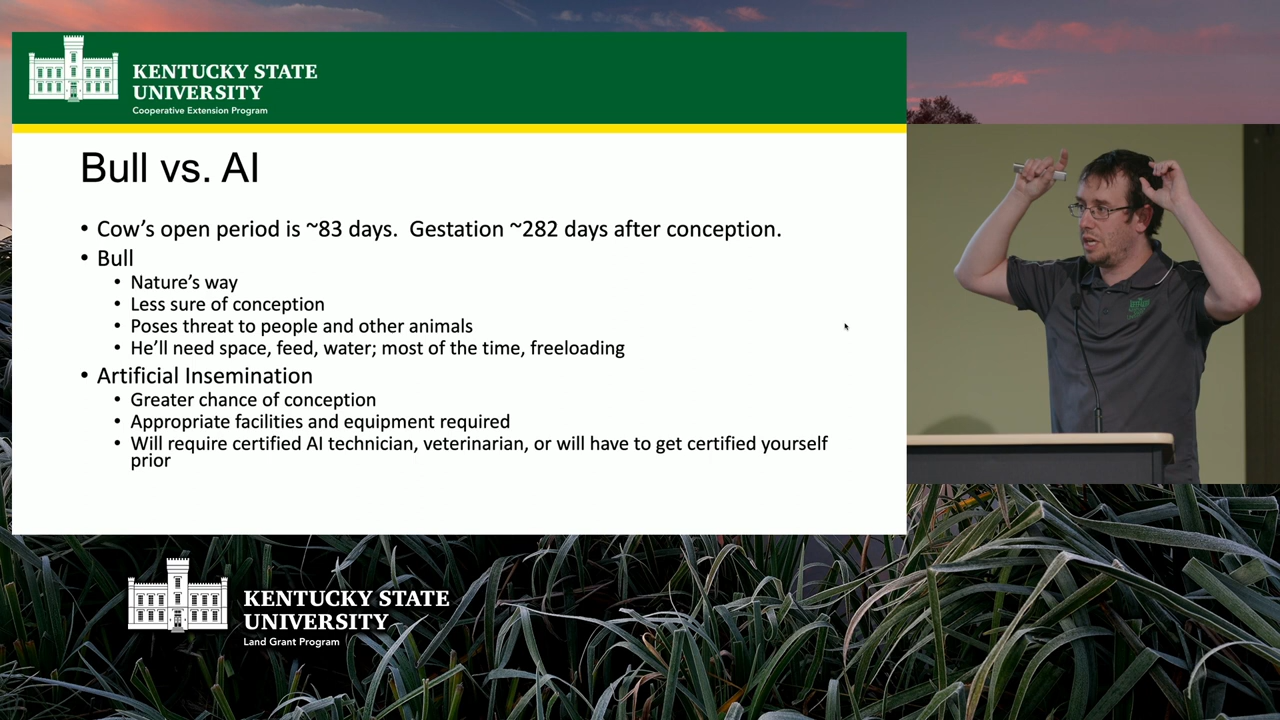 KENTUCKY STATE
UNIVERSITY
Cooperative Extension Program
Bull vs. AI
• Cow’s open period is ~83 days.  Gestation ~282 days after conception.
• Bull
• Nature’s way
• Less sure of conception
• Poses threat to people and other animals
• He’ll need space, feed, water; most of the time, freeloading
• Artificial Insemination
• Greater chance of conception
• Appropriate facilities and equipment required
• Will require certified AI technician, veterinarian, or will have to get certified yourself
prior
KENTUCKY STATE
UNIVERSITY
Land Grant Program